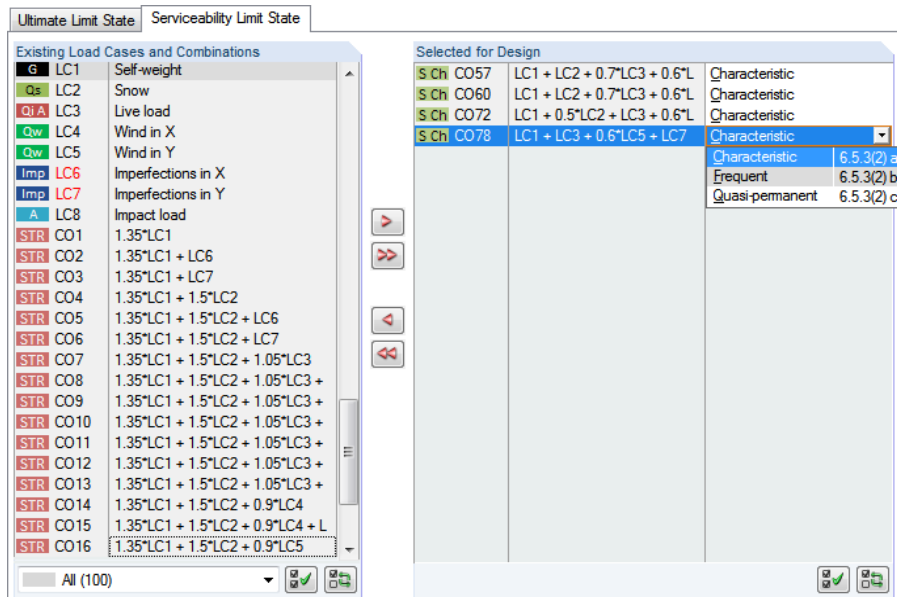 Ultimate Limit State Serviceability Limit State
Existing Load Cases and Combinations
G LC1 Self-weight
Qs LC2 Snow
Qi A LC3 Live load
Qw LC4 Wind in X
Qw LC5 Wind in Y
Imp LC6 Imperfections in X
Imp LC7 Imperfections in Y
A LC8 Impact load
STR CO1 1.35*LC1
STR CO2 1.35*LC1 + LC6
STR CO3 1.35*LC1 + LC7
STR CO4 1.35*LC1 + 1.5*LC2
STR CO5 1.35*LC1 + 1.5*LC2 + LC6
STR CO6 1.35*LC1 + 1.5*LC2 + LC7
STR CO7 1.35*LC1 + 1.5*LC2 + 1.05*LC3
STR CO8 1.35*LC1 + 1.5*LC2 + 1.05*LC3 +
STR CO9 1.35*LC1 + 1.5*LC2 + 1.05*LC3 +
STR CO10 1.35*LC1 + 1.5*LC2 + 1.05*LC3 +
STR CO11 1.35*LC1 + 1.5*LC2 + 1.05*LC3 +
STR CO12 1.35*LC1 + 1.5*LC2 + 1.05*LC3 +
STR CO13 1.35*LC1 + 1.5*LC2 + 1.05*LC3 +
STR CO14 1.35*LC1 + 1.5*LC2 + 0.9*LC4
STR CO15 1.35*LC1 + 1.5*LC2 + 0.9*LC4 + L
STR CO16 1.35*LC1 + 1.5*LC2 + 0.9*LC5
All (100)
Selected for Design
S Ch CO57 LC1 + LC2 + 0.7*LC3 + 0.6*L Characteristic
S Ch CO60 LC1 + LC2 + 0.7*LC3 + 0.6*L Characteristic
S Ch CO72 LC1 + 0.5*LC2 + LC3 + 0.6*L Characteristic
S Ch CO78 LC1 + LC3 + 0.6*LC5 + LC7 Characteristic
Characteristic 6.5.3(2) a
Frequent 6.5.3(2) b
Quasi-permanent 6.5.3(2) c